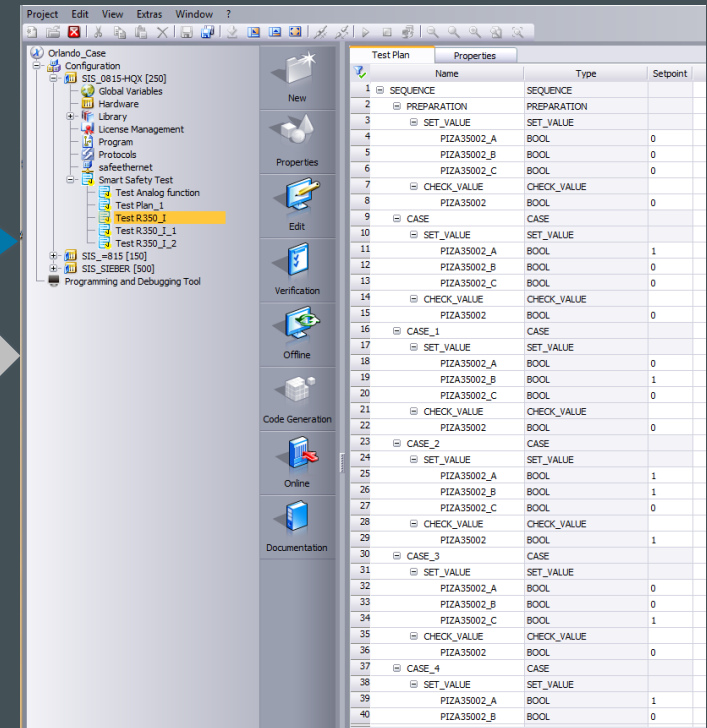 Project Edit View Extras Window ?
Orlando_Case
Configuration
SIS_0815-HQX [250]
Global Variables
Hardware
Library
License Management
Program
Protocols
safeethernet
Smart Safety Test
Test Analog function
Test Plan_1
Test R350_I
Test R350_I_1
Test R350_I_2
SIS_=815 [150]
SIS_SIEBER [500]
Programming and Debugging Tool
New
Properties
Edit
Verification
Offline
Code Generation
Online
Documentation
Test Plan Properties
Name Type Setpoint
1 SEQUENCE SEQUENCE
2 PREPARATION PREPARATION
3 SET_VALUE SET_VALUE
4 PIZA35002_A BOOL 0
5 PIZA35002_B BOOL 0
6 PIZA35002_C BOOL 0
7 CHECK_VALUE CHECK_VALUE
8 PIZA35002 BOOL 0
9 CASE CASE
10 SET_VALUE SET_VALUE
11 PIZA35002_A BOOL 1
12 PIZA35002_B BOOL 0
13 PIZA35002_C BOOL 0
14 CHECK_VALUE CHECK_VALUE
15 PIZA35002 BOOL 0
16 CASE_1 CASE
17 SET_VALUE SET_VALUE
18 PIZA35002_A BOOL 0
19 PIZA35002_B BOOL 1
20 PIZA35002_C BOOL 0
21 CHECK_VALUE CHECK_VALUE
22 PIZA35002 BOOL 0
23 CASE_2 CASE
24 SET_VALUE SET_VALUE
25 PIZA35002_A BOOL 1
26 PIZA35002_B BOOL 1
27 PIZA35002_C BOOL 0
28 CHECK_VALUE CHECK_VALUE
29 PIZA35002 BOOL 1
30 CASE_3 CASE
31 SET_VALUE SET_VALUE
32 PIZA35002_A BOOL 0
33 PIZA35002_B BOOL 0
34 PIZA35002_C BOOL 1
35 CHECK_VALUE CHECK_VALUE
36 PIZA35002 BOOL 0
37 CASE_4 CASE
38 SET_VALUE SET_VALUE
39 PIZA35002_A BOOL 1
40 PIZA35002_B BOOL 0